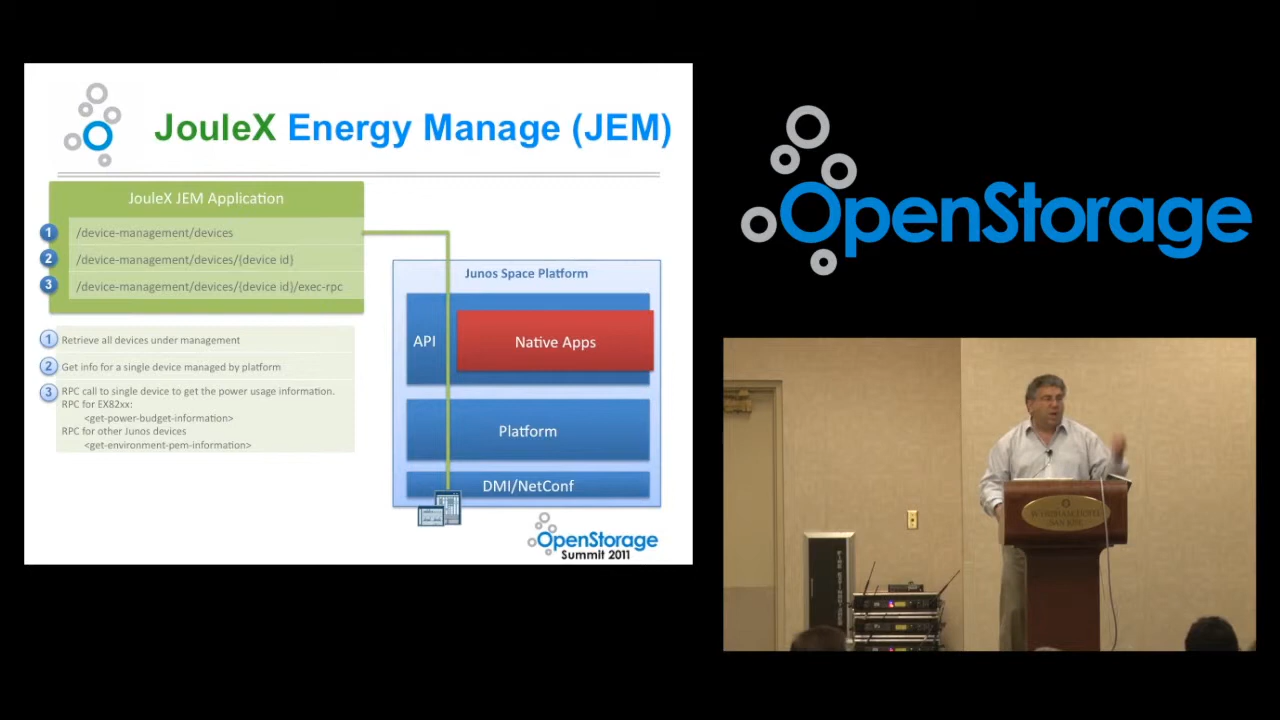 JouleX Energy Manage (JEM)
JouleX JEM Application
1 /device-management/devices
2 /device-management/devices/{device id}
3 /device-management/devices/{device id}/exec-rpc
1 Retrieve all devices under management
2 Get info for a single device managed by platform
3 RPC call to single device to get the power usage information.
RPC for EX82xx:
<get-power-budget-information>
RPC for other Junos devices
<get-environment-pem-information>
Junos Space Platform
API
Native Apps
Platform
DMI/NetConf
OpenStorage
Summit 2011
OpenStorage